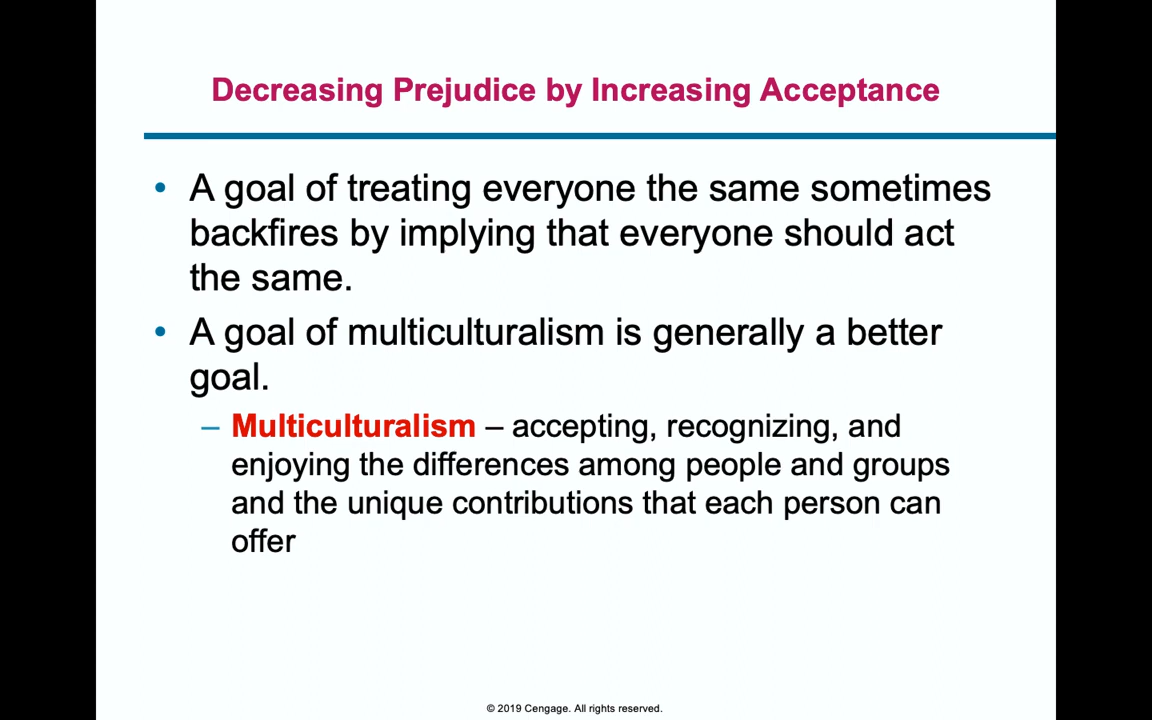 Decreasing Prejudice by Increasing Acceptance
• A goal of treating everyone the same sometimes
backfires by implying that everyone should act
the same.
• A goal of multiculturalism is generally a better
goal.
– Multiculturalism – accepting, recognizing, and
enjoying the differences among people and groups
and the unique contributions that each person can
offer
© 2019 Cengage. All rights reserved.